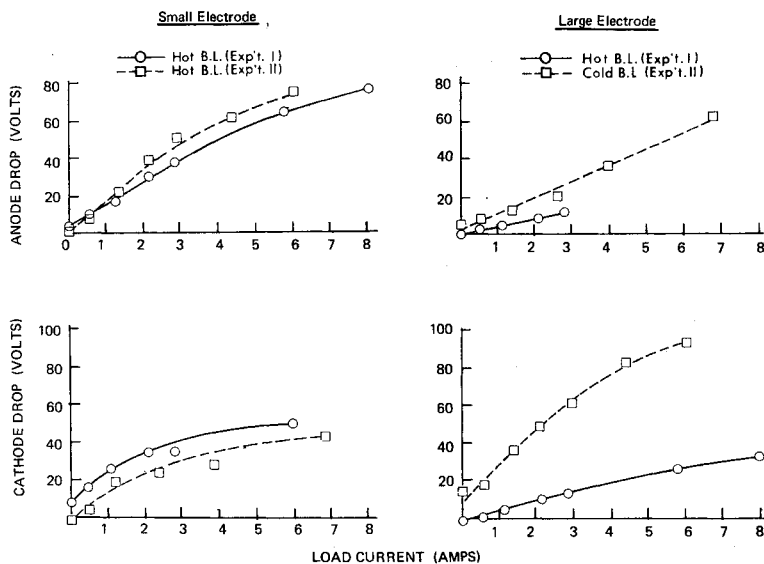 Small Electrode
Large Electrode
Hot B.L.(Exp't. I)
Hot B.L.(Exp't.II)
Hot B.L.(Exp't.I)
Cold B.L (Exp't.II)
ANODE DROP (VOLTS)
80
60
40
20
0 1 2 3 4 5 6 7 8
80
60
40
20
0 1 2 3 4 5 6 7 8
CATHODE DROP (VOLTS)
100
80
60
40
20
0 1 2 3 4 5 6 7 8
100
80
60
40
20
0 1 2 3 4 5 6 7 8
LOAD CURRENT (AMPS)